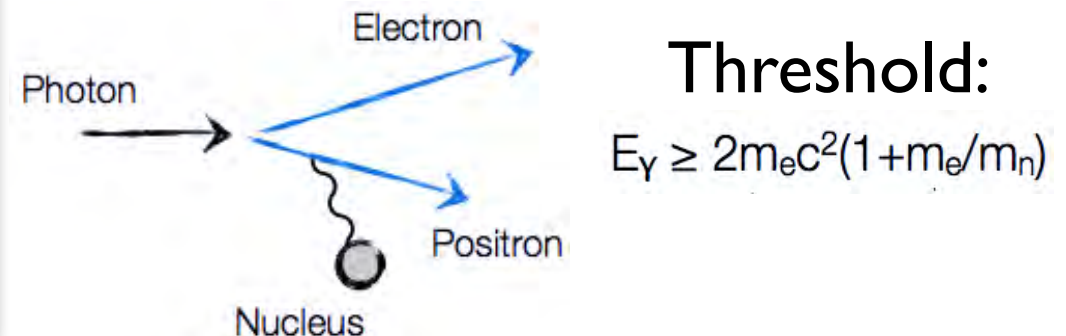 Electron
Photon
Threshold:
Eγ ≥ 2mₑc²(1+mₑ/mₙ)
Positron
Nucleus